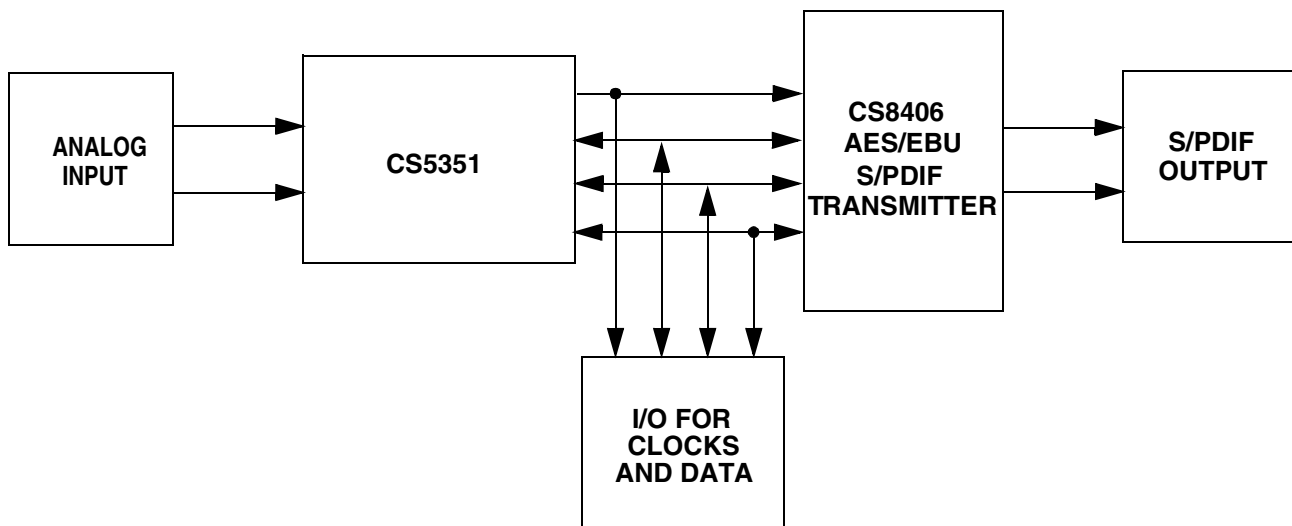 ANALOG
INPUT
CS5351
CS8406
AES/EBU
S/PDIF
TRANSMITTER
S/PDIF
OUTPUT
I/O FOR
CLOCKS
AND DATA